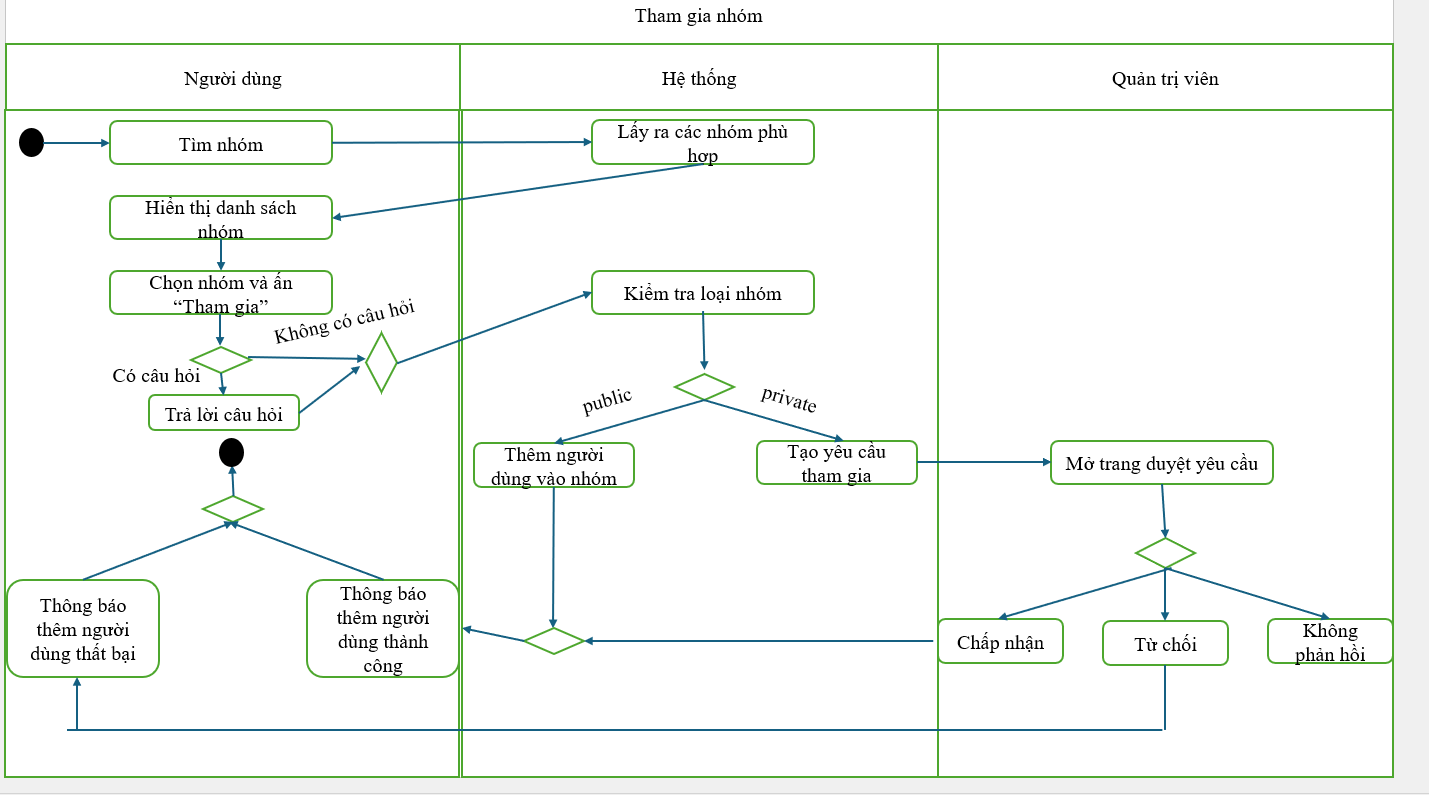 Tham gia nhóm
Người dùng
Hệ thống
Quản trị viên
Tìm nhóm
Lấy ra các nhóm phù
hợp
Hiển thị danh sách
nhóm
Chọn nhóm và ấn
“Tham gia”
Kiểm tra loại nhóm
Không có câu hỏi
Có câu hỏi
Trả lời câu hỏi
public
private
Thêm người
dùng vào nhóm
Tạo yêu cầu
tham gia
Mở trang duyệt yêu cầu
Thông báo
thêm người
dùng thất bại
Thông báo
thêm người
dùng thành
công
Chấp nhận
Từ chối
Không
phản hồi